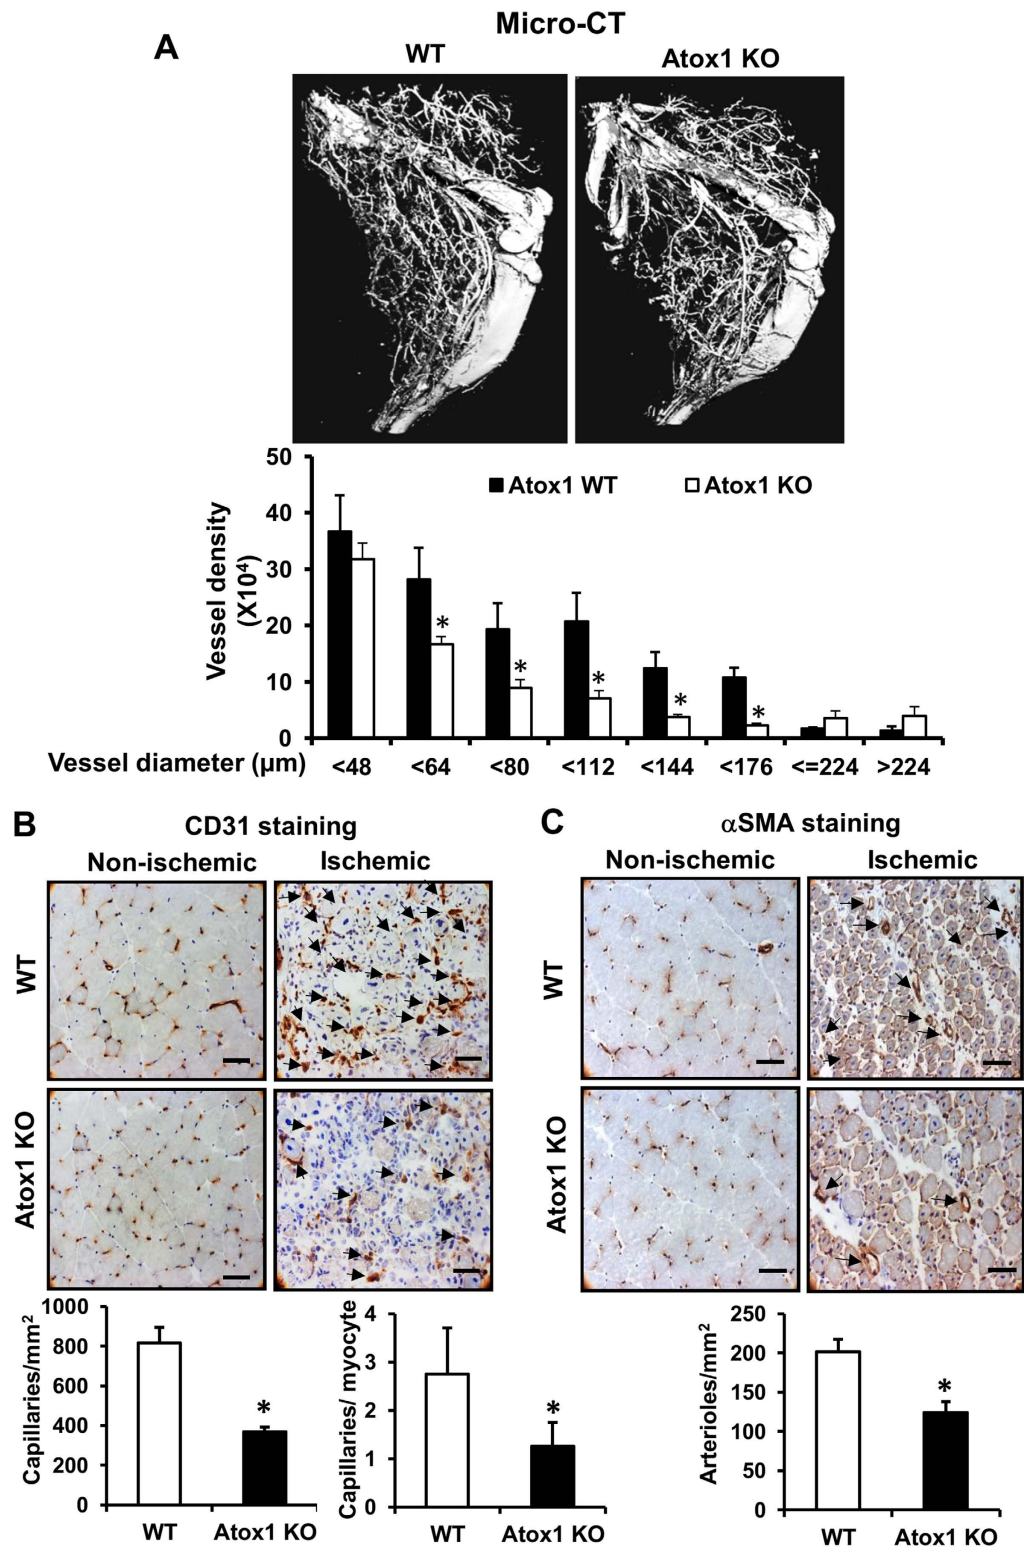 Micro-CT
A
WT
Atox1 KO
50
40
30
20
10
0
Vessel density
(X10⁴)
Atox1 WT
Atox1 KO
*
*
*
*
*
Vessel diameter (µm)
<48
<64
<80
<112
<144
<176
<=224
>224
B
CD31 staining
Non-ischemic
Ischemic
WT
Atox1 KO
C
αSMA staining
Non-ischemic
Ischemic
WT
Atox1 KO
1000
800
600
400
200
0
Capillaries/mm²
*
WT
Atox1 KO
4
3
2
1
0
Capillaries/ myocyte
*
WT
Atox1 KO
250
200
150
100
50
0
Arterioles/mm²
*
WT
Atox1 KO